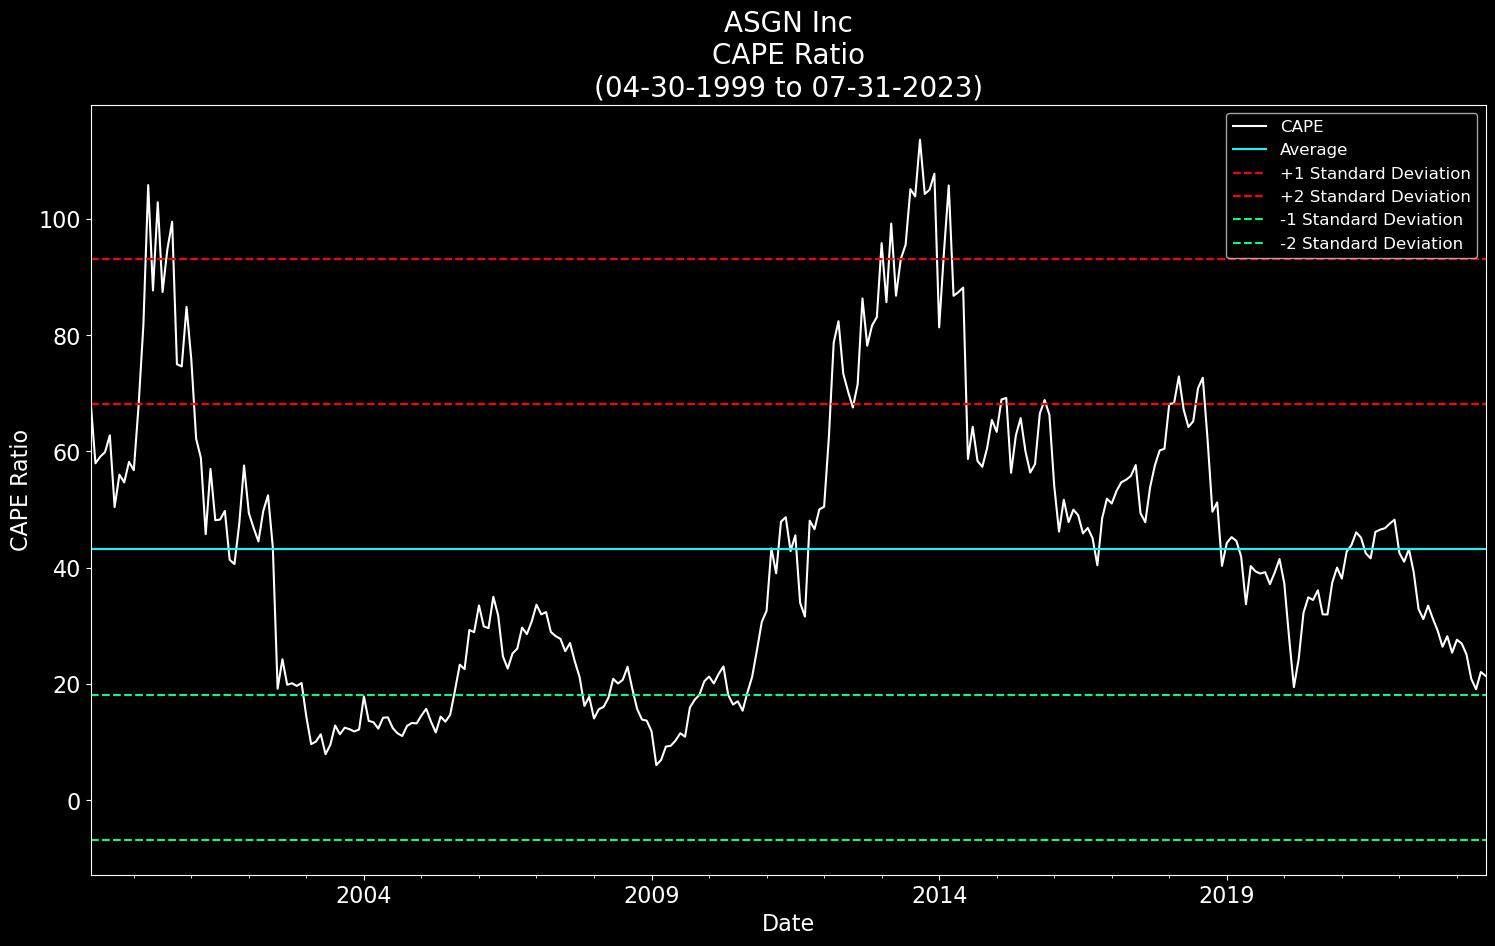 ASGN Inc
CAPE Ratio
(04-30-1999 to 07-31-2023)
CAPE
Average
+1 Standard Deviation
+2 Standard Deviation
-1 Standard Deviation
-2 Standard Deviation
CAPE Ratio
100
80
60
40
20
0
2004
2009
2014
2019
Date